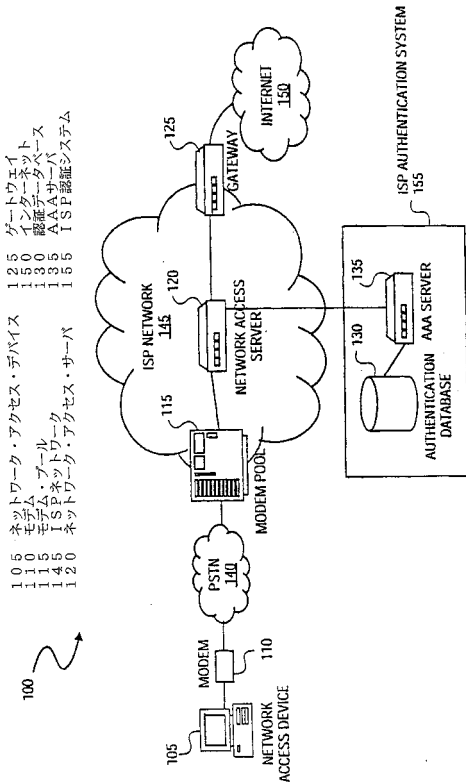 100
105 ネットワーク・アクセス・デバイス
110 モデム
115 モデム・プール
145 ISPネットワーク
120 ネットワーク・アクセス・サーバ
125 ゲートウェイ
150 インターネット
130 認証データベース
135 AAAサーバ
155 ISP認証システム
105
NETWORK
ACCESS DEVICE
MODEM
110
PSTN
140
115
MODEM POOL
ISP NETWORK
145
120
NETWORK ACCESS
SERVER
125
GATEWAY
INTERNET
150
130
AUTHENTICATION
DATABASE
135
AAA SERVER
ISP AUTHENTICATION SYSTEM
155